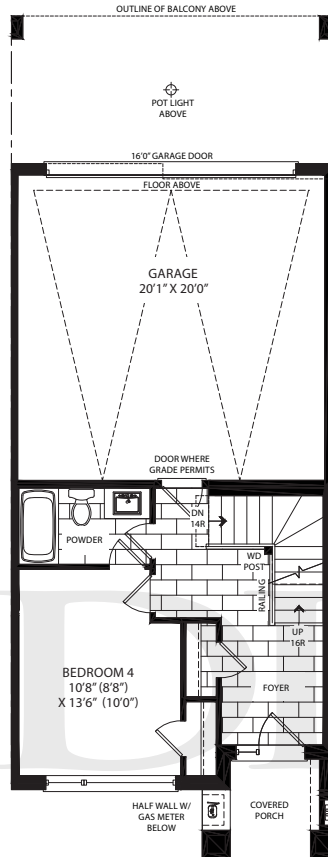 OUTLINE OF BALCONY ABOVE
POT LIGHT
ABOVE
16'0" GARAGE DOOR
FLOOR ABOVE
GARAGE
20'1" X 20'0"
DOOR WHERE
GRADE PERMITS
DN
14R
POWDER
WD
POST
RAILING
UP
16R
BEDROOM 4
10'8" (8'8")
X 13'6" (10'0")
FOYER
HALF WALL W/
GAS METER
BELOW
COVERED
PORCH